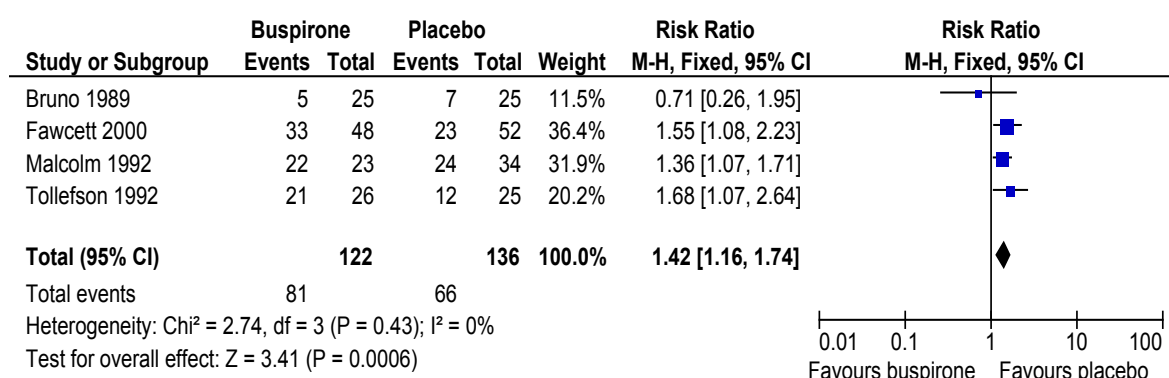 Buspirone Placebo Risk Ratio Risk Ratio
Study or Subgroup Events Total Events Total Weight M-H, Fixed, 95% CI M-H, Fixed, 95% CI
Bruno 1989 5 25 7 25 11.5% 0.71 [0.26, 1.95]
Fawcett 2000 33 48 23 52 36.4% 1.55 [1.08, 2.23]
Malcolm 1992 22 23 24 34 31.9% 1.36 [1.07, 1.71]
Tollefson 1992 21 26 12 25 20.2% 1.68 [1.07, 2.64]
Total (95% CI) 122 136 100.0% 1.42 [1.16, 1.74]
Total events 81 66
Heterogeneity: Chi² = 2.74, df = 3 (P = 0.43); I² = 0%
Test for overall effect: Z = 3.41 (P = 0.0006)
0.01 0.1 1 10 100
Favours buspirone Favours placebo